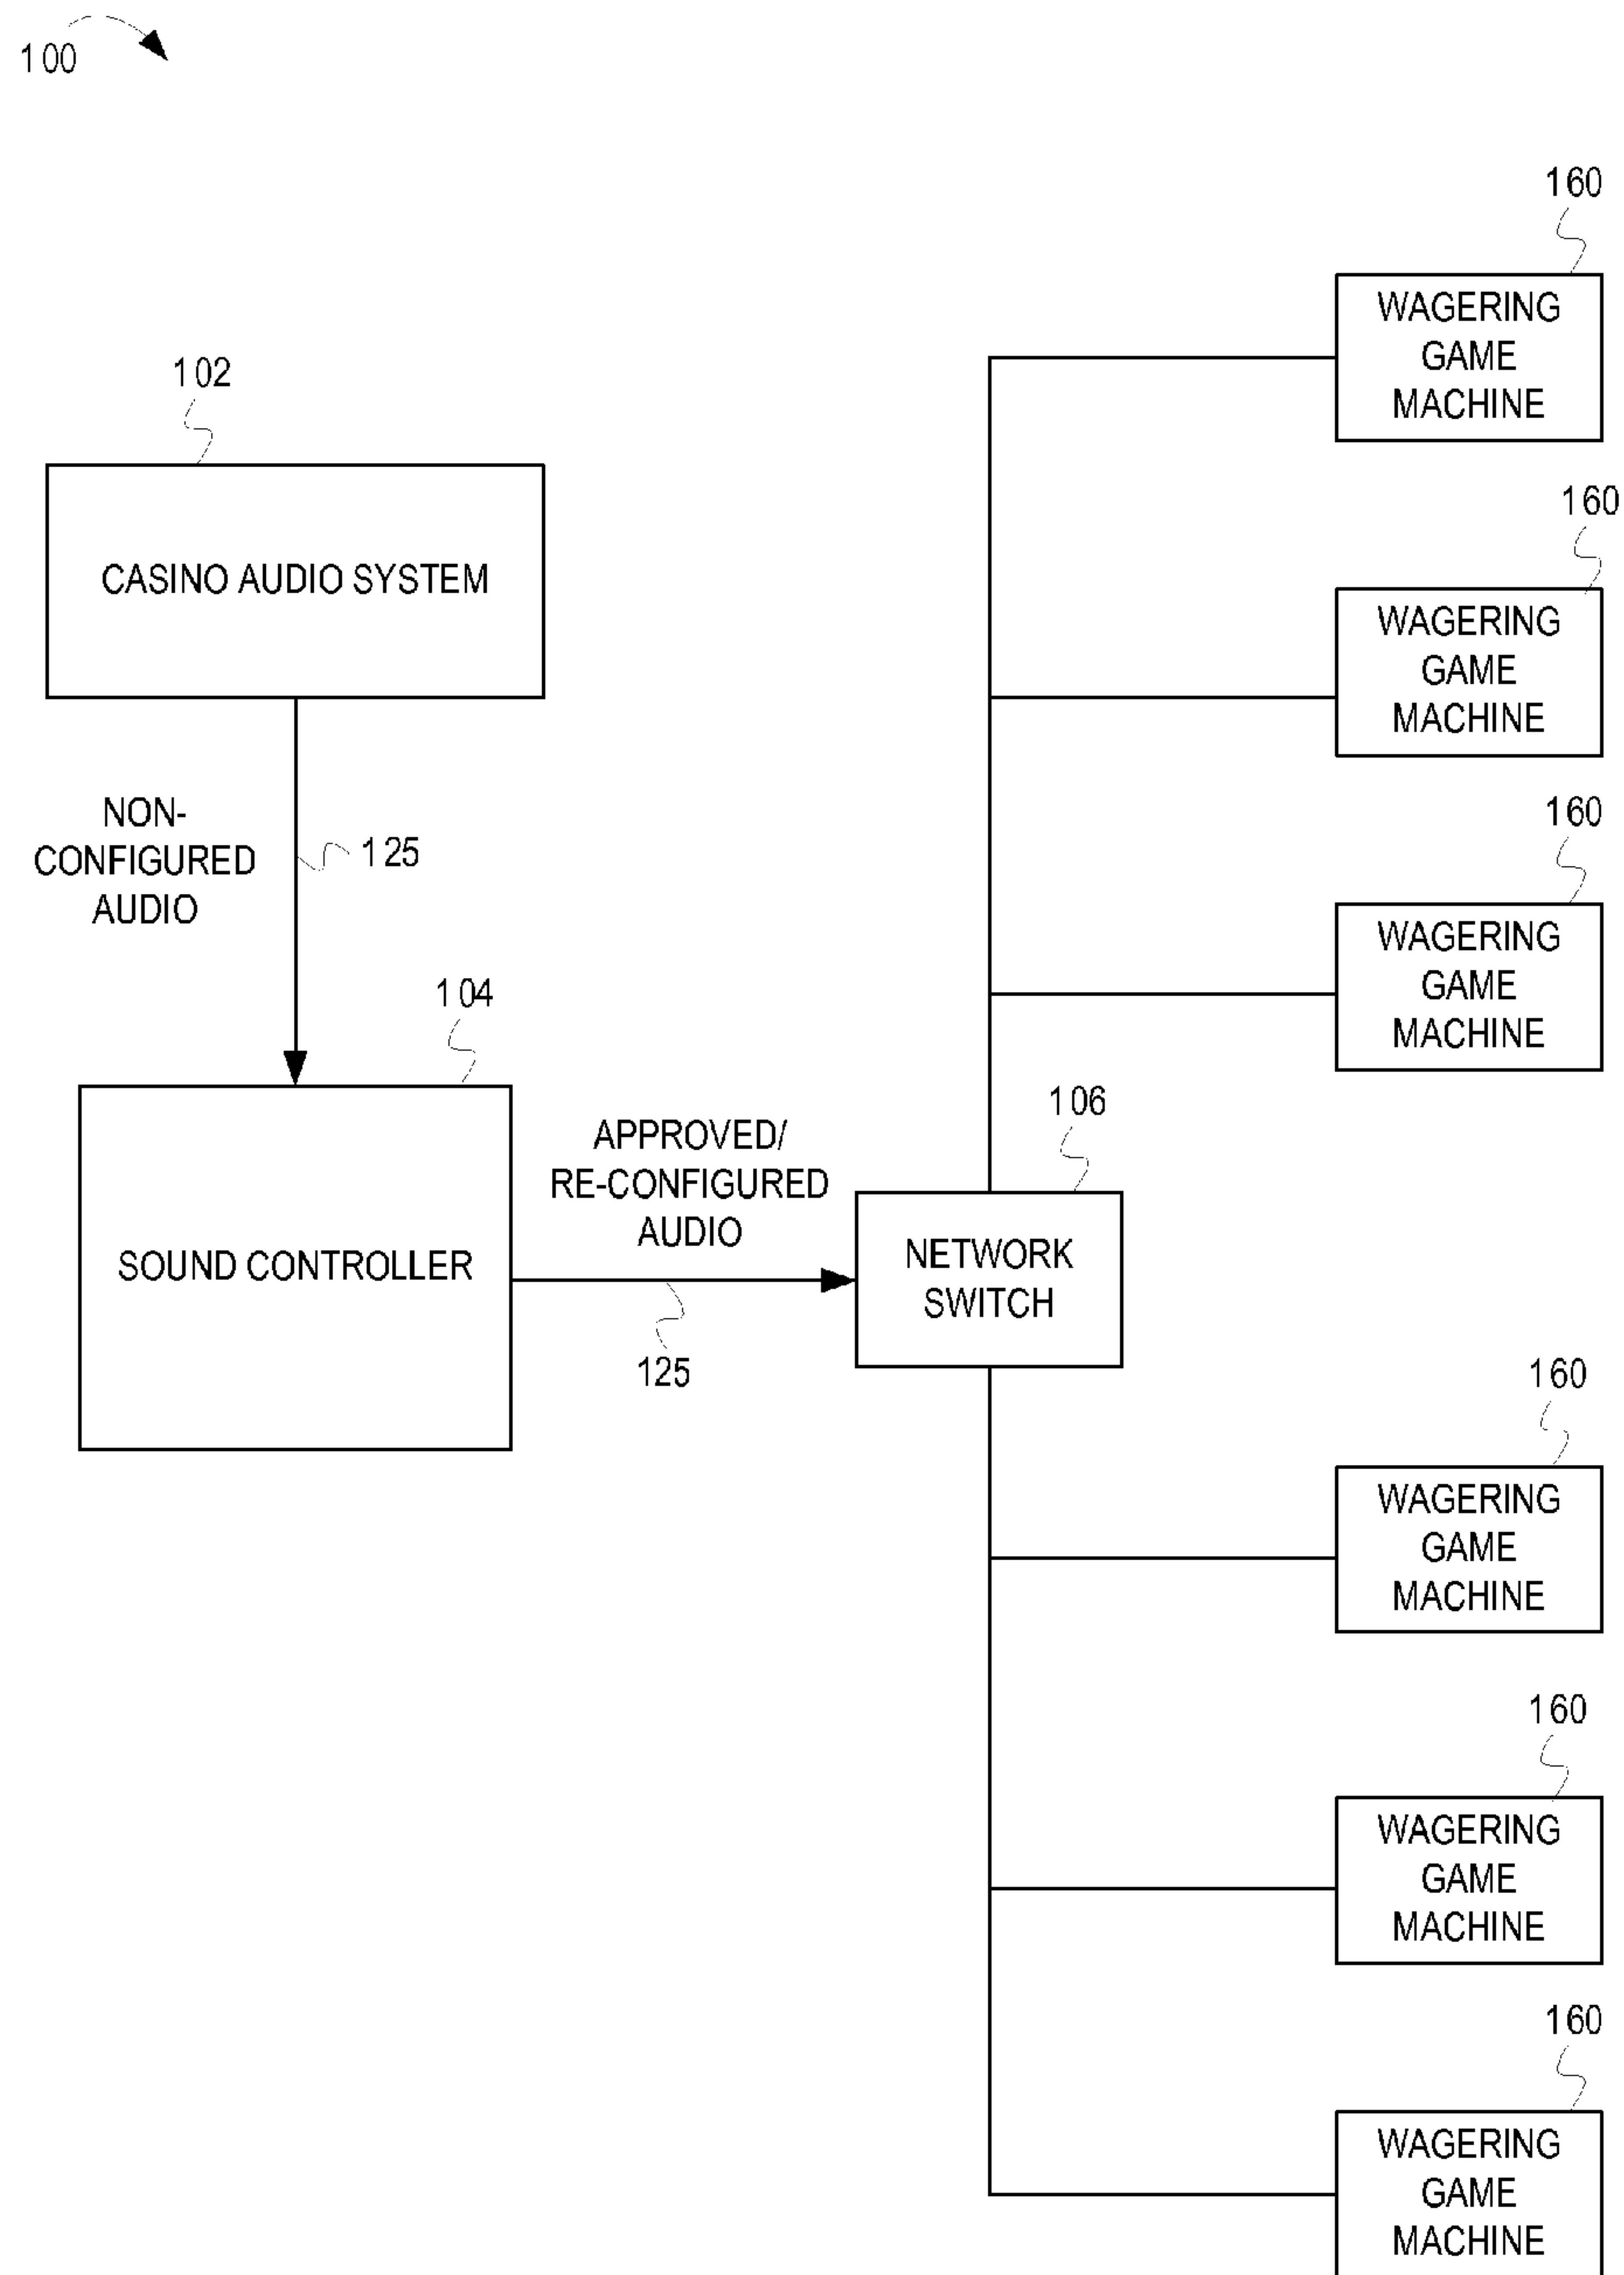 100
102
CASINO AUDIO SYSTEM
NON-
CONFIGURED
AUDIO
125
104
SOUND CONTROLLER
APPROVED/
RE-CONFIGURED
AUDIO
125
106
NETWORK
SWITCH
160
WAGERING
GAME
MACHINE
160
WAGERING
GAME
MACHINE
160
WAGERING
GAME
MACHINE
160
WAGERING
GAME
MACHINE
160
WAGERING
GAME
MACHINE
160
WAGERING
GAME
MACHINE